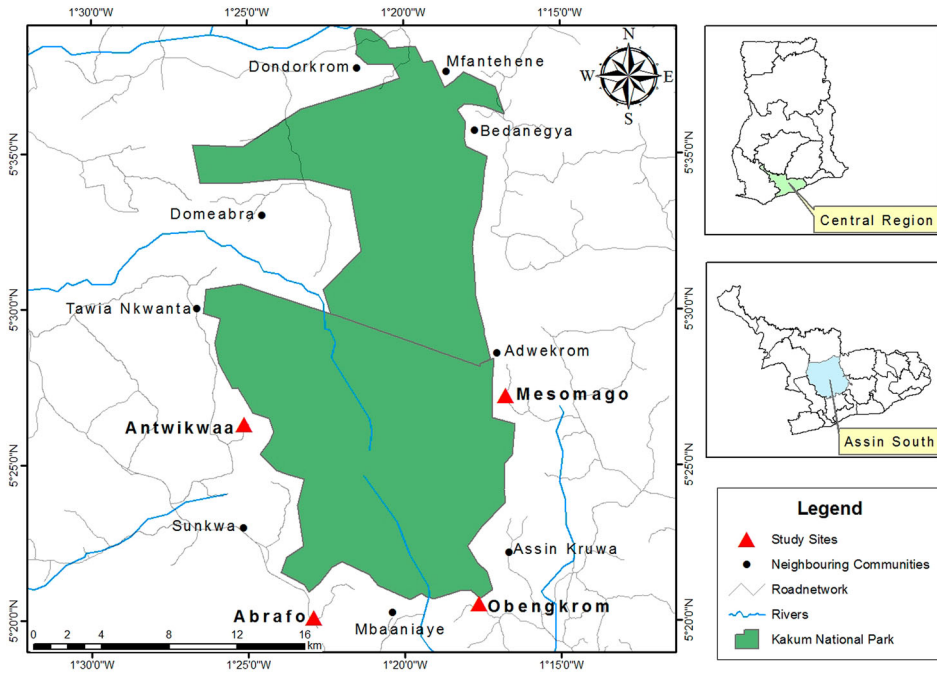 1°30'0"W
1°25'0"W
1°20'0"W
1°15'0"W
N
W
E
S
Dondorkrom
Mfantehene
Bedanegya
5°35'0"N
5°35'0"N
Domeabra
Tawia Nkwanta
5°30'0"N
5°30'0"N
Adwekrom
Mesomago
Antwikwaa
5°25'0"N
5°25'0"N
Sunkwa
Assin Kruwa
Obengkrom
Abrafo
Mbaaniaye
5°20'0"N
5°20'0"N
0 2 4 8 12 16
km
1°30'0"W
1°25'0"W
1°20'0"W
1°15'0"W
Central Region
Assin South
Legend
Study Sites
Neighbouring Communities
Roadnetwork
Rivers
Kakum National Park